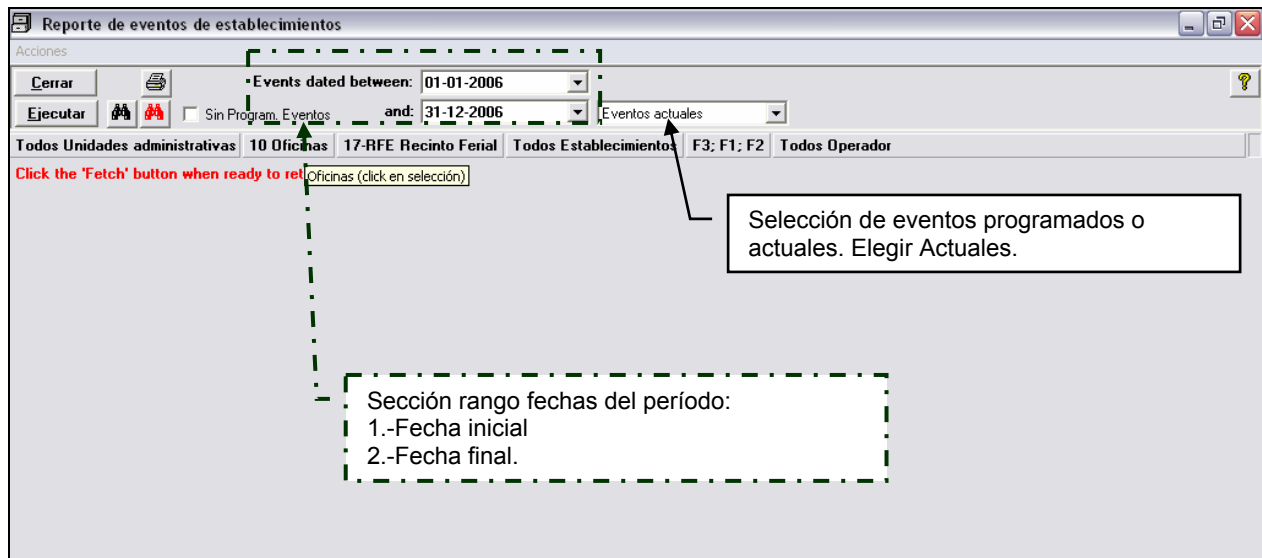 Reporte de eventos de establecimientos
Acciones
Cerrar Events dated between: 01-01-2006
Ejecutar Sin Program. Eventos and: 31-12-2006 Eventos actuales
Todos Unidades administrativas 10 Oficinas 17-RFE Recinto Ferial Todos Establecimientos F3; F1; F2 Todos Operador
Click the 'Fetch' button when ready to ret
Oficinas (click en selección)
Selección de eventos programados o
actuales. Elegir Actuales.
Sección rango fechas del período:
1.-Fecha inicial
2.-Fecha final.